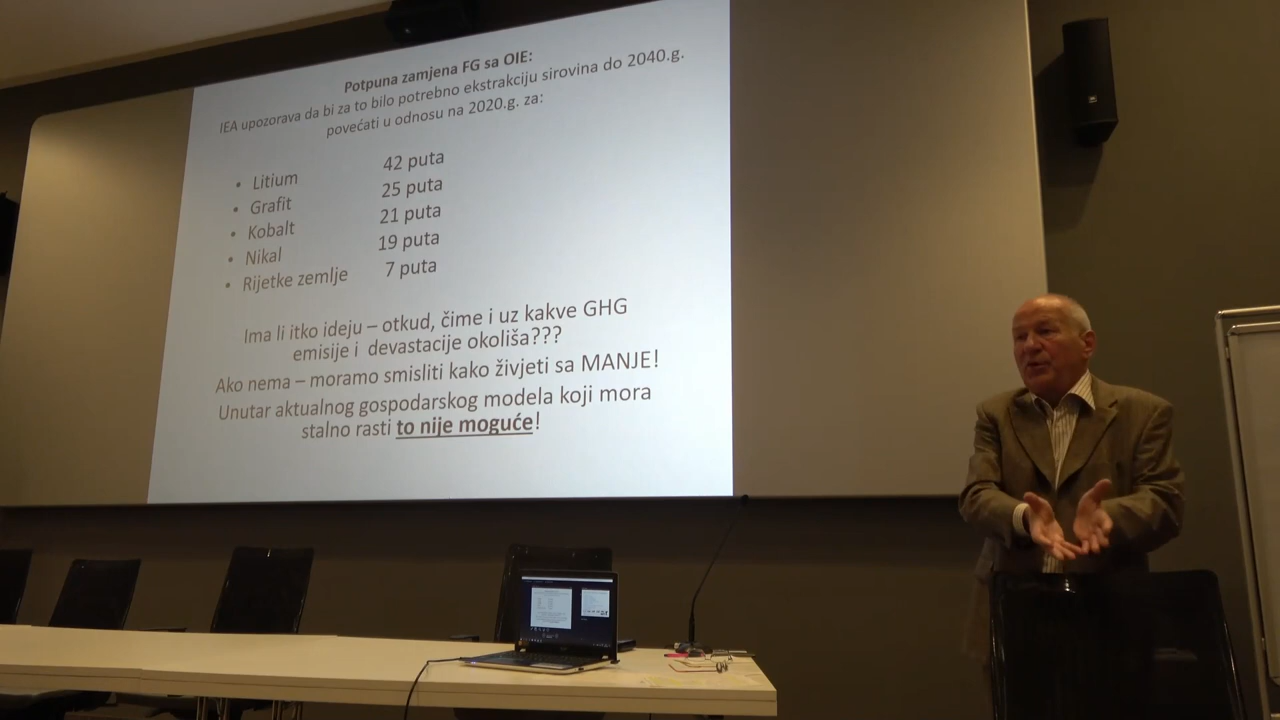 Potpuna zamjena FG sa OIE:
IEA upozorava da bi za to bilo potrebno ekstrakciju sirovina do 2040.g.
povećati u odnosu na 2020.g. za:
• Litium 42 puta
• Grafit 25 puta
• Kobalt 21 puta
• Nikal 19 puta
• Rijetke zemlje 7 puta
Ima li itko ideju – otkud, čime i uz kakve GHG
emisije i devastacije okoliša???
Ako nema – moramo smisliti kako živjeti sa MANJE!
Unutar aktualnog gospodarskog modela koji mora
stalno rasti to nije moguće!